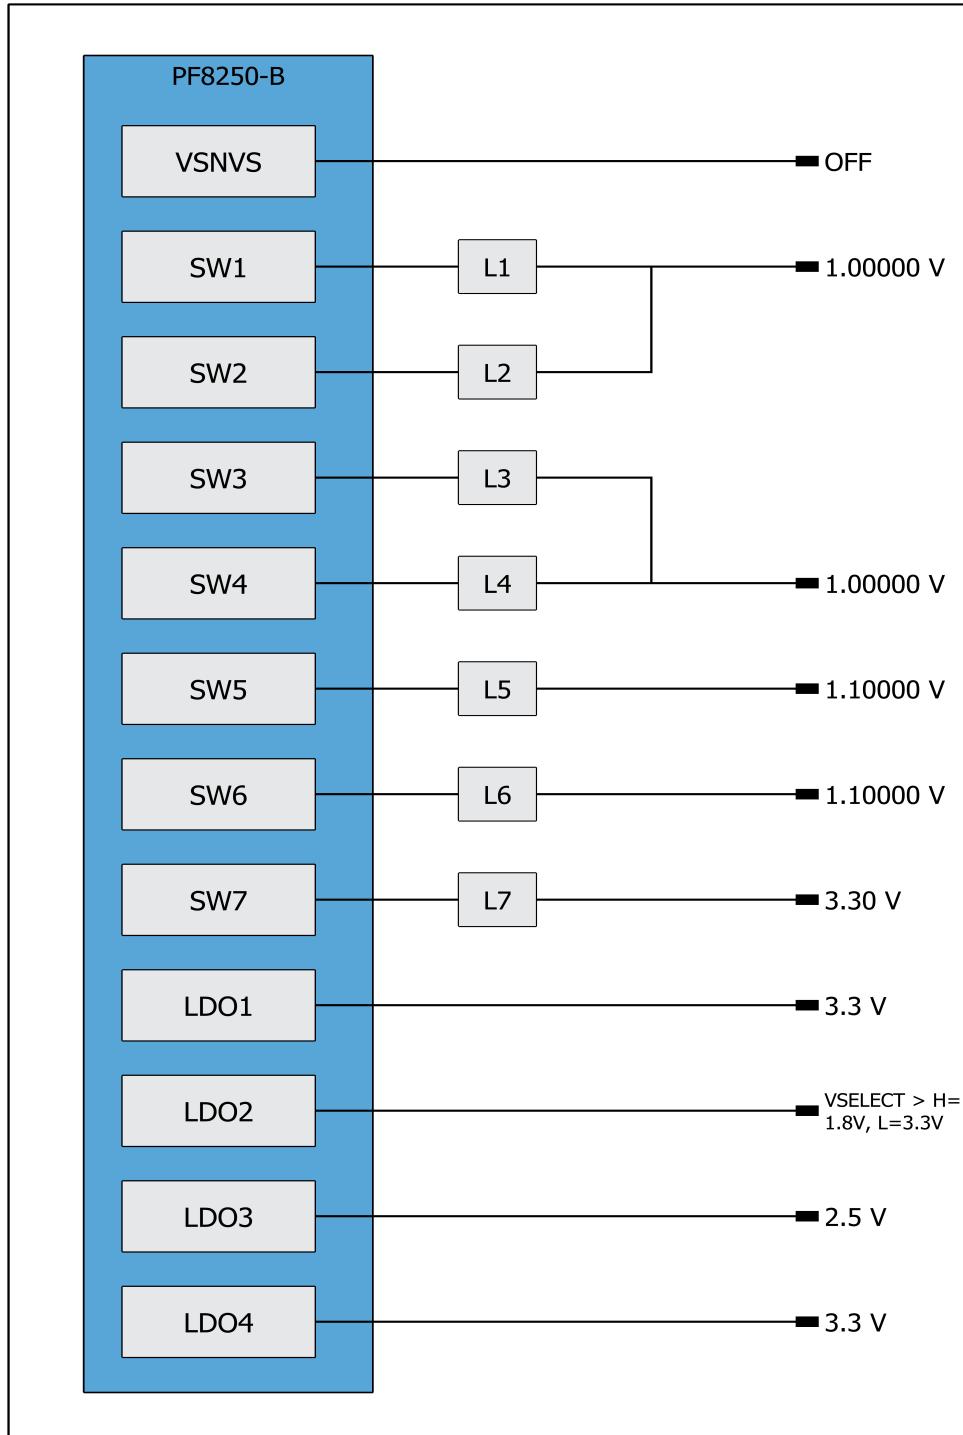 PF8250-B
VSNVS
OFF
SW1
L1
1.00000 V
SW2
L2
SW3
L3
SW4
L4
1.00000 V
SW5
L5
1.10000 V
SW6
L6
1.10000 V
SW7
L7
3.30 V
LDO1
3.3 V
LDO2
VSELECT > H=
1.8V, L=3.3V
LDO3
2.5 V
LDO4
3.3 V